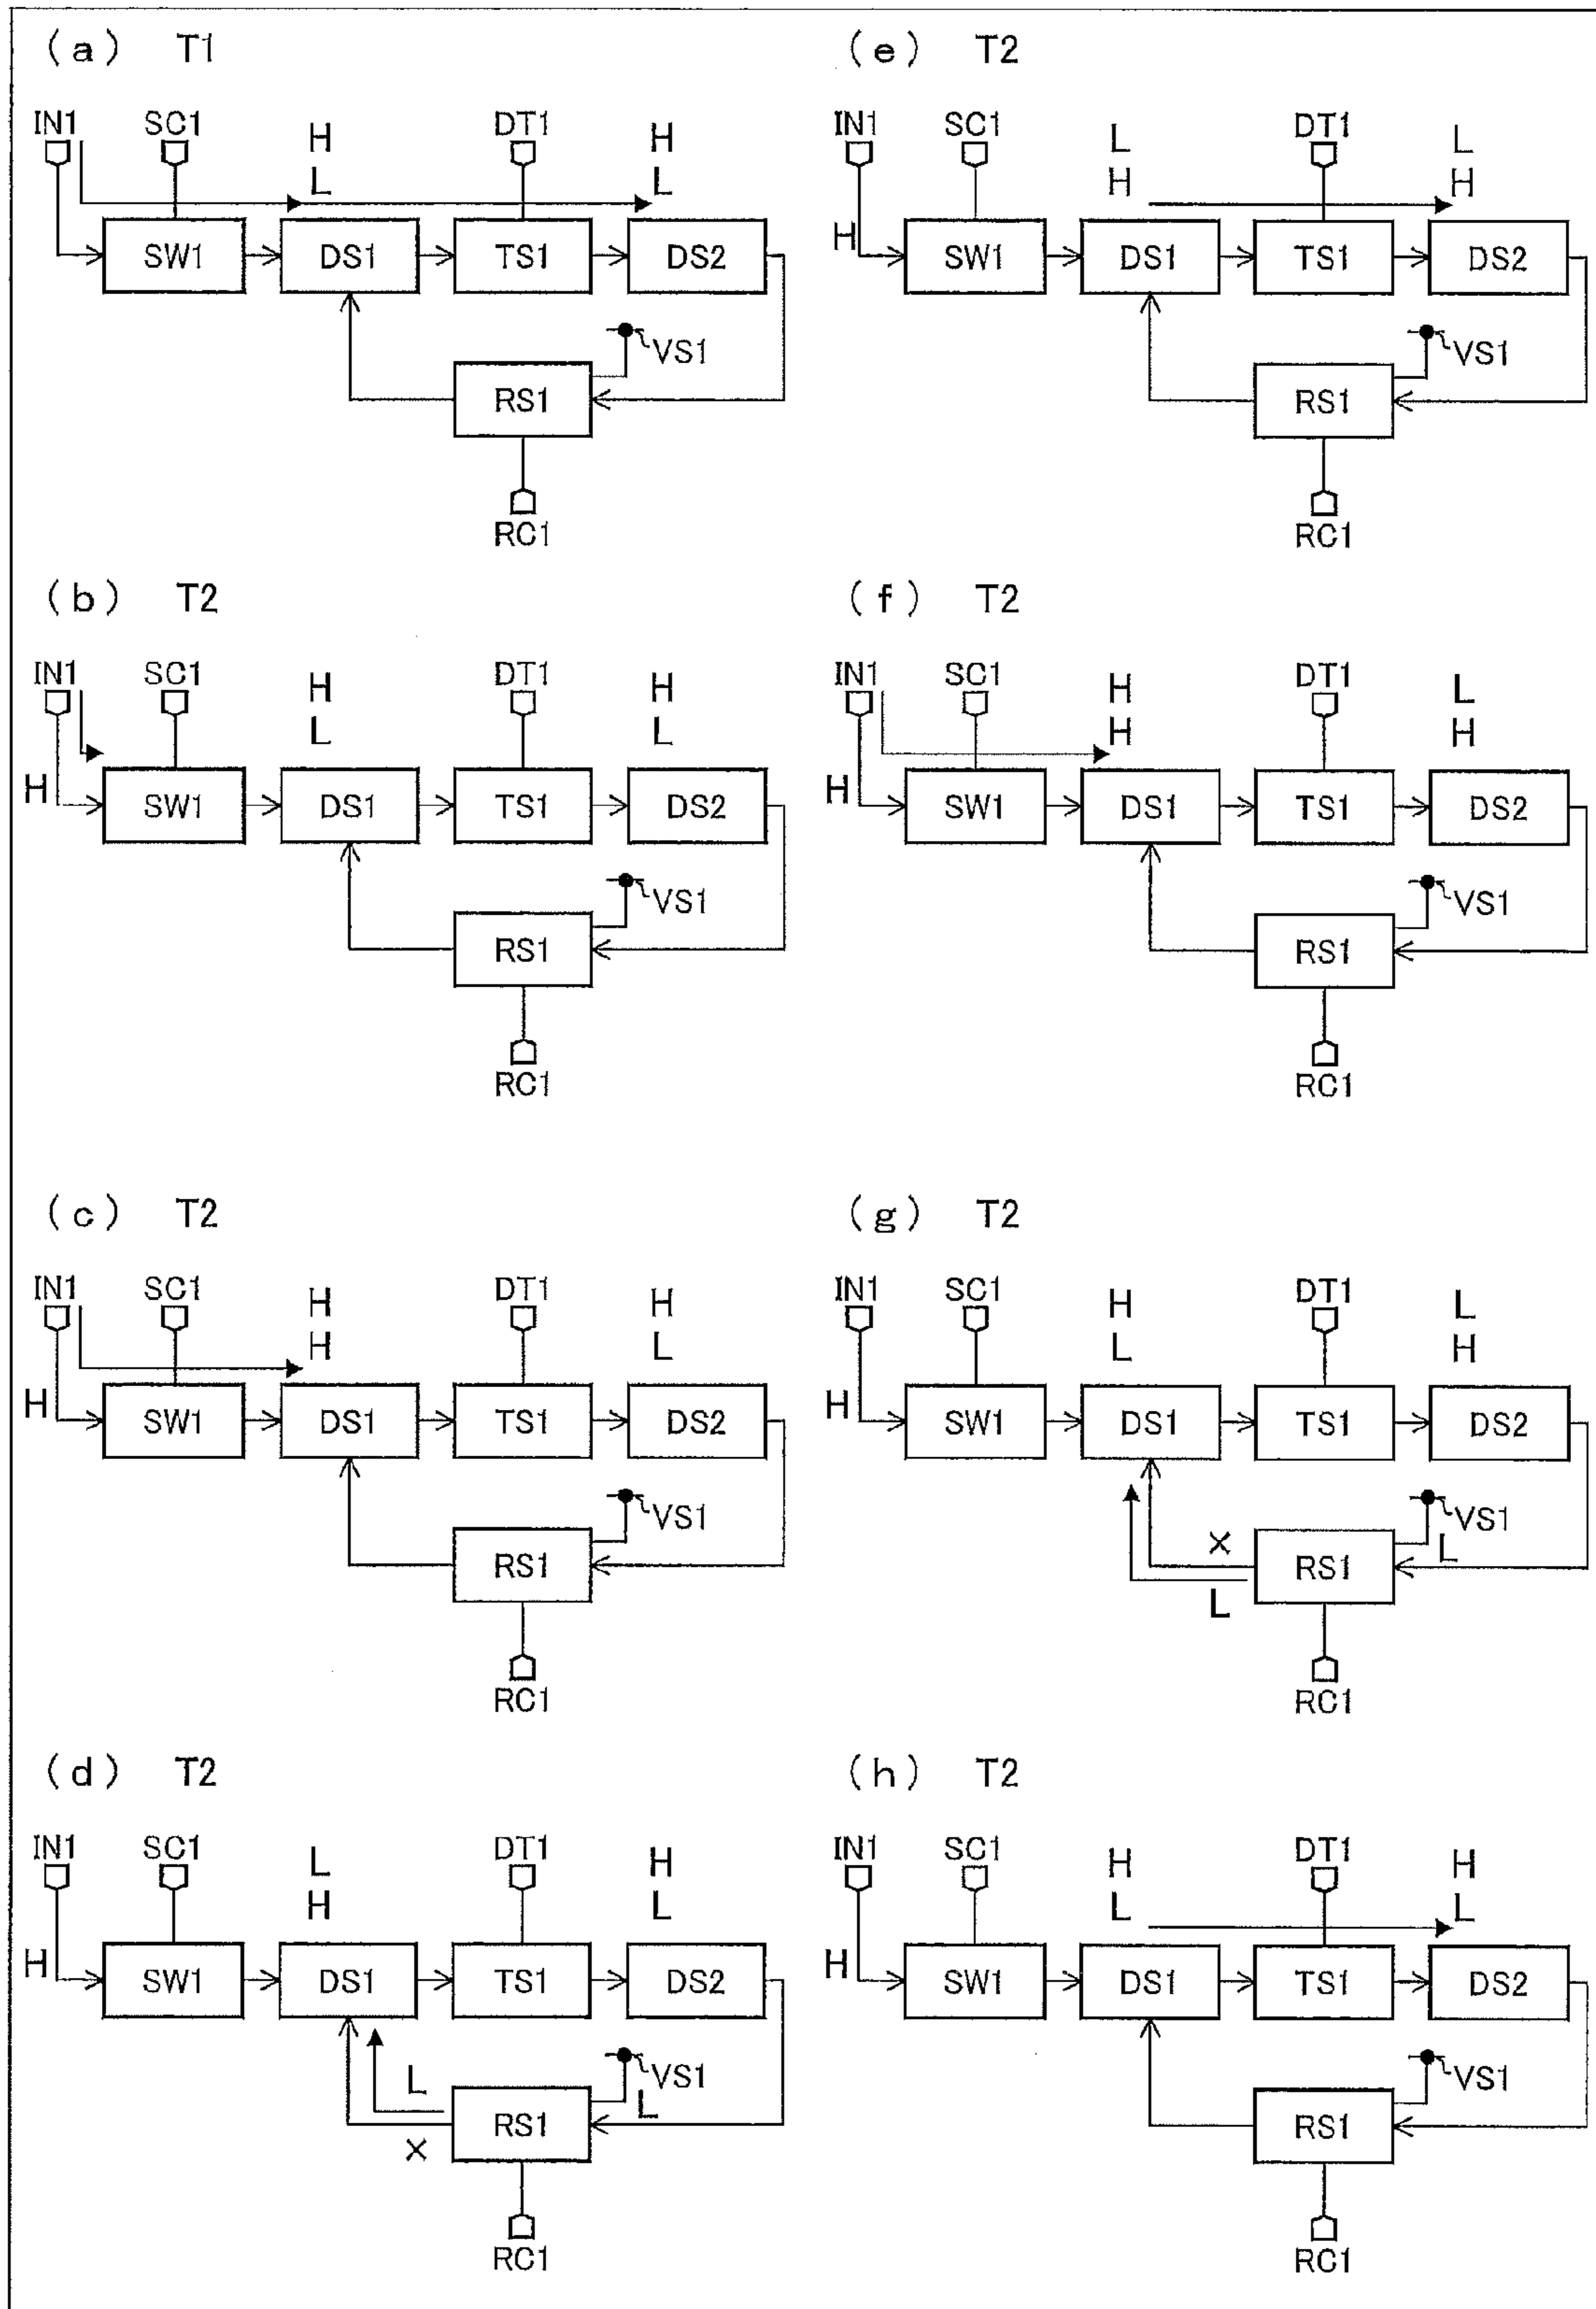 (a) T1
IN1 SC1 H DT1 H
L L
SW1 DS1 TS1 DS2
VS1
RS1
RC1
(b) T2
IN1 SC1 H DT1 H
L L
H SW1 DS1 TS1 DS2
VS1
RS1
RC1
(c) T2
IN1 SC1 H DT1 H
H L
H SW1 DS1 TS1 DS2
VS1
RS1
RC1
(d) T2
IN1 SC1 L DT1 H
H L
H SW1 DS1 TS1 DS2
L VS1
L
× RS1
RC1
(e) T2
IN1 SC1 L DT1 L
H H
H SW1 DS1 TS1 DS2
VS1
RS1
RC1
(f) T2
IN1 SC1 H DT1 L
H H
H SW1 DS1 TS1 DS2
VS1
RS1
RC1
(g) T2
IN1 SC1 H DT1 L
L H
H SW1 DS1 TS1 DS2
VS1
× RS1 L
L
RC1
(h) T2
IN1 SC1 H DT1 H
L L
H SW1 DS1 TS1 DS2
VS1
RS1
RC1